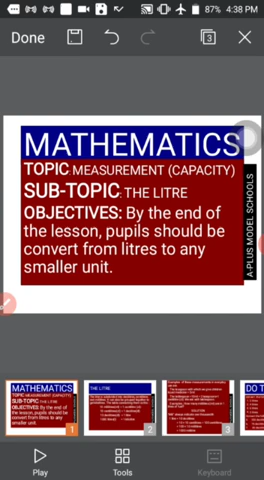 87% 4:38 PM
Done
3
MATHEMATICS
TOPIC MEASUREMENT (CAPACITY)
SUB-TOPIC: THE LITRE
OBJECTIVES: By the end of
the lesson, pupils should be
convert from litres to any
smaller unit.
A-PLUS MODEL SCHOOLS
MATHEMATICS
TOPIC MEASUREMENT (CAPACITY)
SUB-TOPIC THE LITRE
OBJECTIVES: By the end of
the lesson, pupils should be
convert from litres to any
smaller unit.
1
THE LITRE
2
3
DO T
Play
Tools
Keyboard